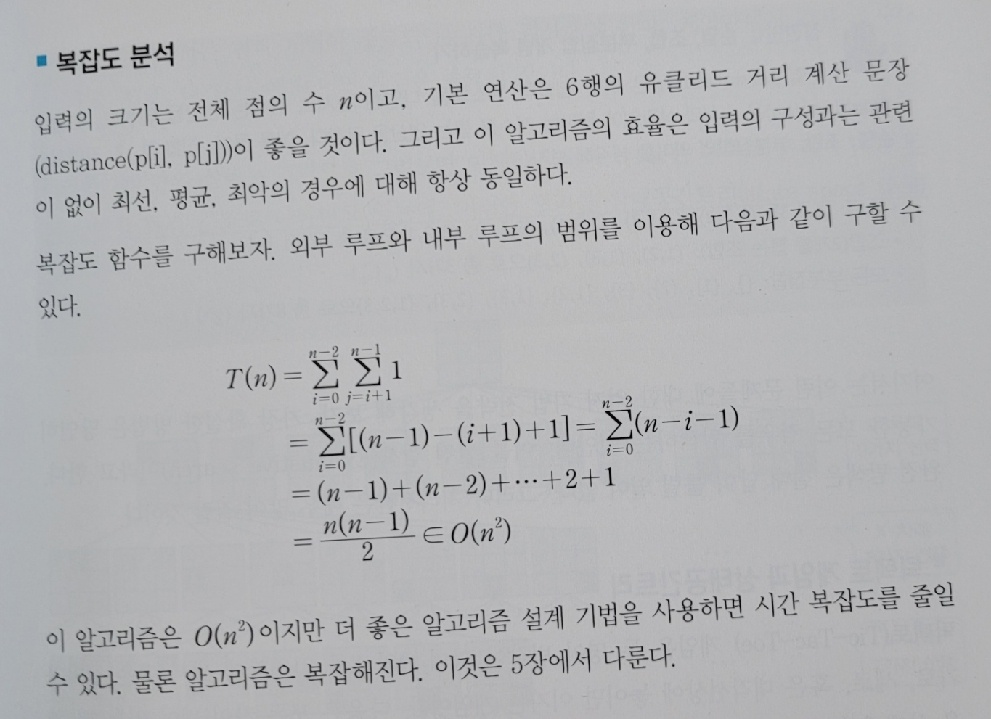 복잡도 분석
입력의 크기는 전체 점의 수 n이고, 기본 연산은 6행의 유클리드 거리 계산 문장
(distance(p[i], p[j]))이 좋을 것이다. 그리고 이 알고리즘의 효율은 입력의 구성과는 관련
이 없이 최선, 평균, 최악의 경우에 대해 항상 동일하다.
복잡도 함수를 구해보자. 외부 루프와 내부 루프의 범위를 이용해 다음과 같이 구할 수
있다.
T(n) = ∑_{i=0}^{n-2} ∑_{j=i+1}^{n-1} 1
= ∑_{i=0}^{n-2} [(n-1)-(i+1)+1] = ∑_{i=0}^{n-2} (n-i-1)
= (n-1)+(n-2)+⋯+2+1
= n(n-1)/2 ∈ O(n²)
이 알고리즘은 O(n²)이지만 더 좋은 알고리즘 설계 기법을 사용하면 시간 복잡도를 줄일
수 있다. 물론 알고리즘은 복잡해진다. 이것은 5장에서 다룬다.